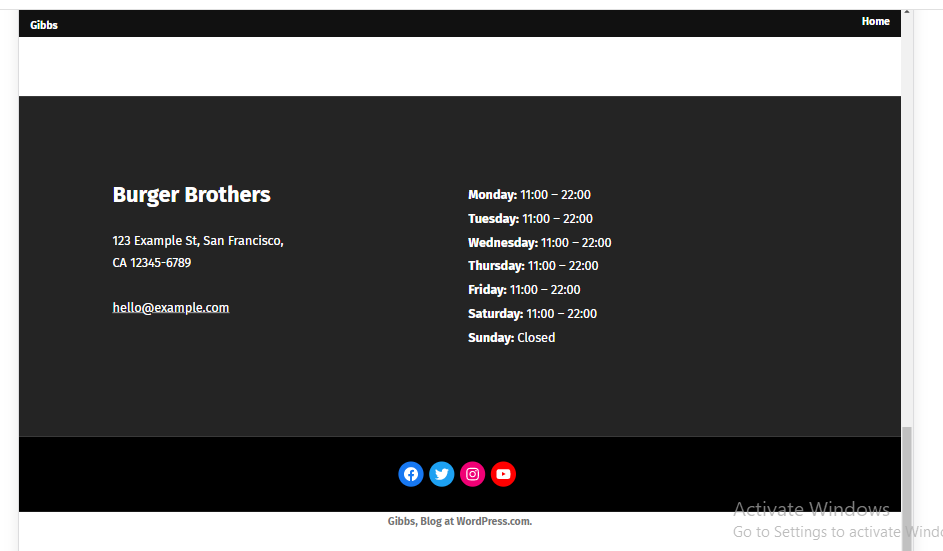 Gibbs
Home
Burger Brothers
123 Example St, San Francisco,
CA 12345-6789
hello@example.com
Monday: 11:00 – 22:00
Tuesday: 11:00 – 22:00
Wednesday: 11:00 – 22:00
Thursday: 11:00 – 22:00
Friday: 11:00 – 22:00
Saturday: 11:00 – 22:00
Sunday: Closed
Gibbs, Blog at WordPress.com.
Activate Windows
Go to Settings to activate Windo